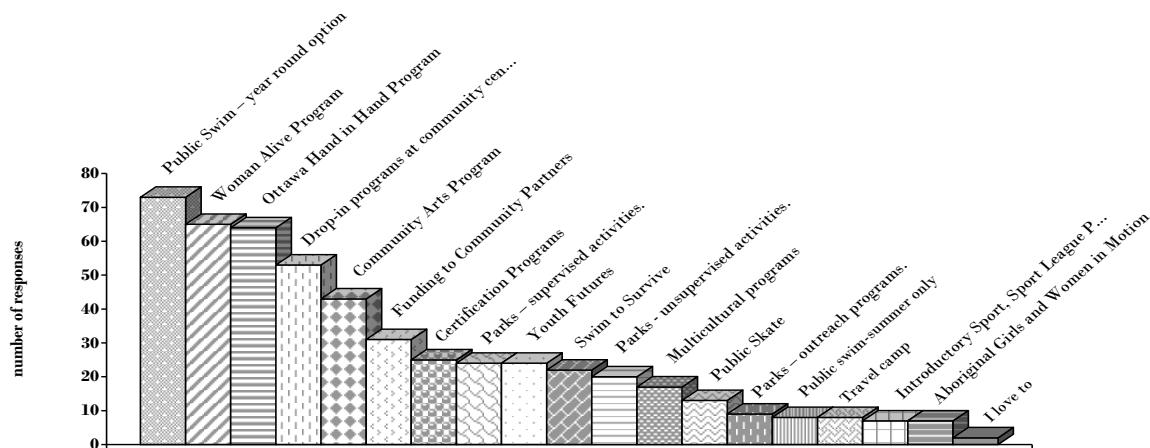 Public Swim – year round option
Woman Alive Program
Ottawa Hand in Hand Program
Drop-in programs at community cen...
Community Arts Program
Funding to Community Partners
Certification Programs
Parks – supervised activities.
Youth Futures
Swim to Survive
Parks - unsupervised activities.
Multicultural programs
Public Skate
Parks – outreach programs.
Public swim-summer only
Travel camp
Introductory Sport, Sport League P...
Aboriginal Girls and Women in Motion
I love to
number of responses
80
70
60
50
40
30
20
10
0